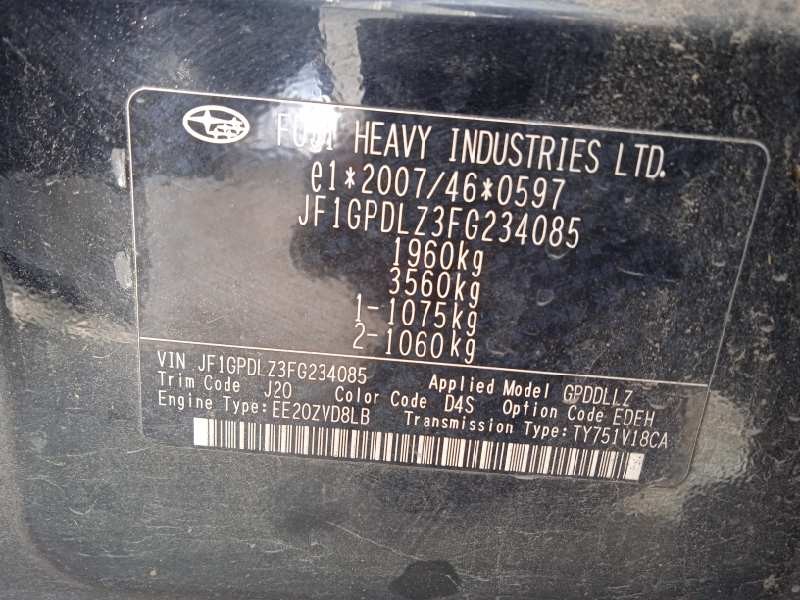 FUJI HEAVY INDUSTRIES LTD.
e1*2007/46*0597
JF1GPDLZ3FG234085
1960kg
3560kg
1-1075kg
2-1060kg
VIN JF1GPDLZ3FG234085 Applied Model GPDDLLZ
Trim Code J20 Color Code D4S Option Code EDEH
Engine Type: EE20ZYD8LB Transmission Type: TY751V18CA